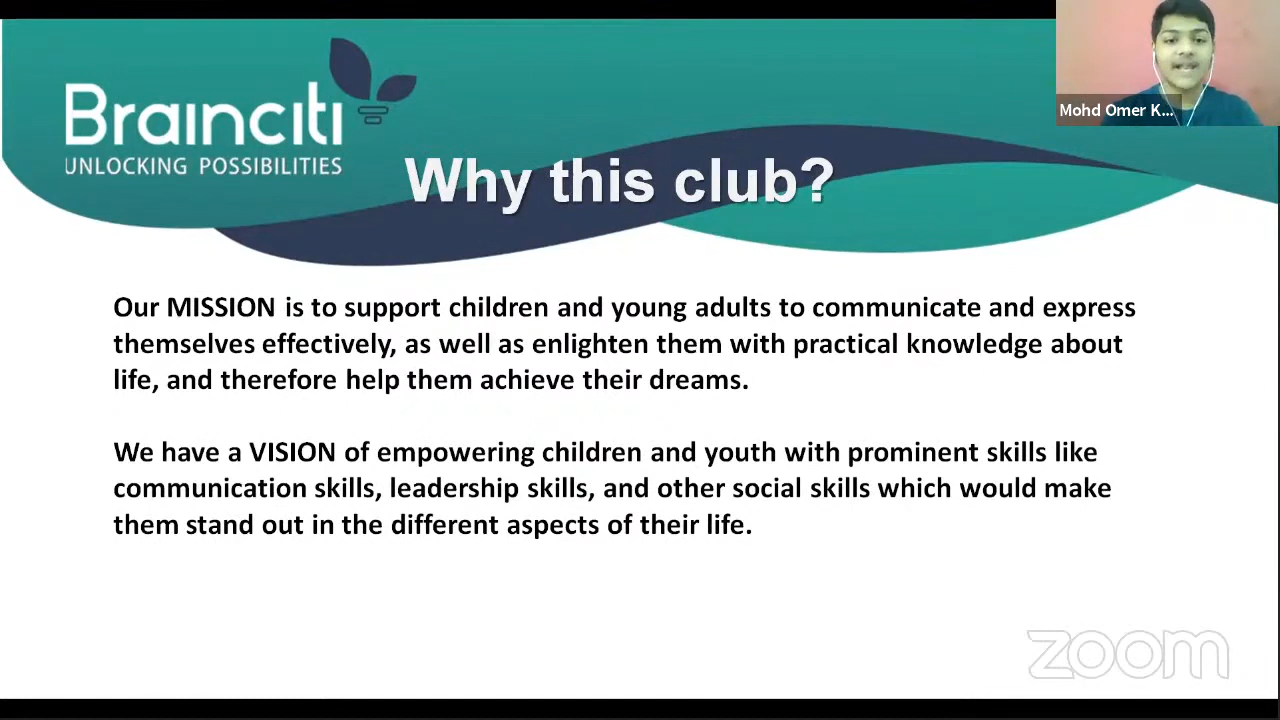 Brainciti
UNLOCKING POSSIBILITIES
Mohd Omer K...
Why this club?
Our MISSION is to support children and young adults to communicate and express
themselves effectively, as well as enlighten them with practical knowledge about
life, and therefore help them achieve their dreams.
We have a VISION of empowering children and youth with prominent skills like
communication skills, leadership skills, and other social skills which would make
them stand out in the different aspects of their life.
zoom